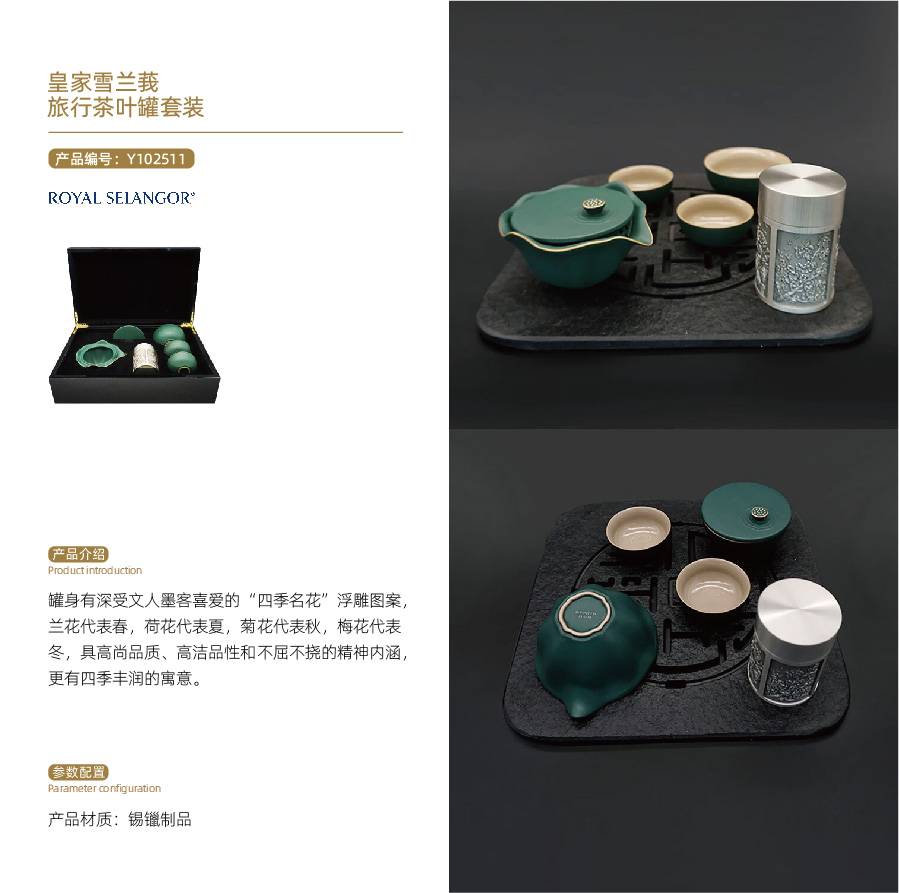 皇家雪兰莪
旅行茶叶罐套装
产品编号：Y102511
ROYAL SELANGOR®
产品介绍
Product introduction
罐身有深受文人墨客喜爱的“四季名花”浮雕图案，
兰花代表春，荷花代表夏，菊花代表秋，梅花代表
冬，具高尚品质、高洁品性和不屈不挠的精神内涵，
更有四季丰润的寓意。
参数配置
Parameter configuration
产品材质：锡镴制品